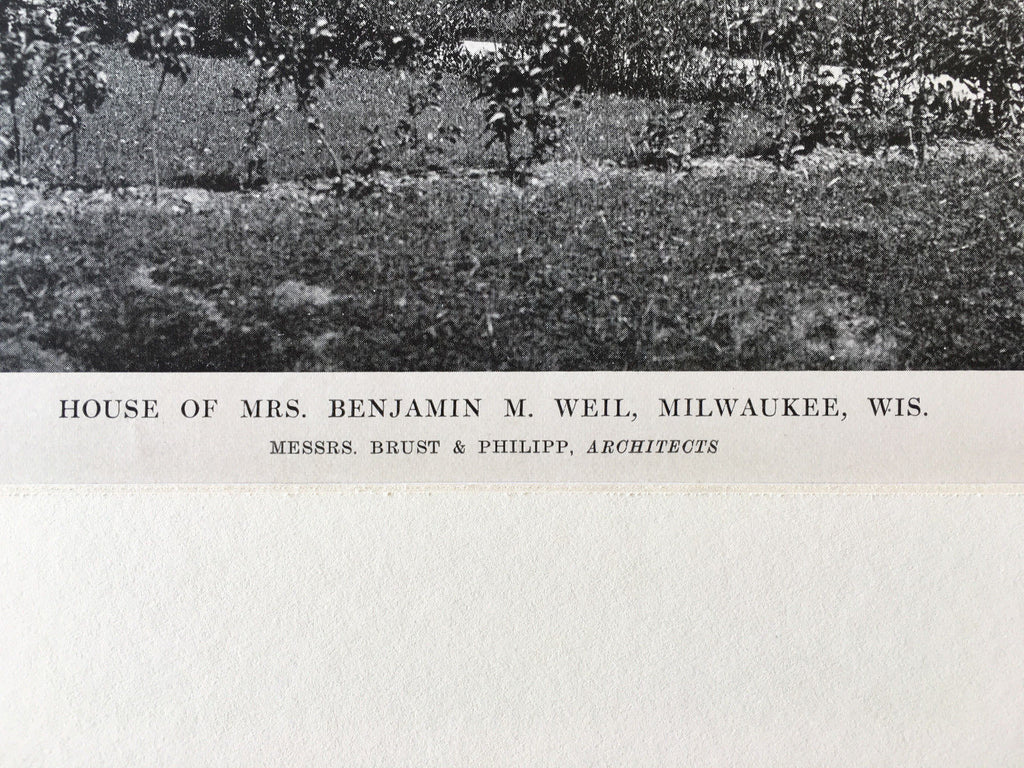 HOUSE OF MRS. BENJAMIN M. WEIL, MILWAUKEE, WIS.
MESSRS. BRUST & PHILIPP, ARCHITECTS